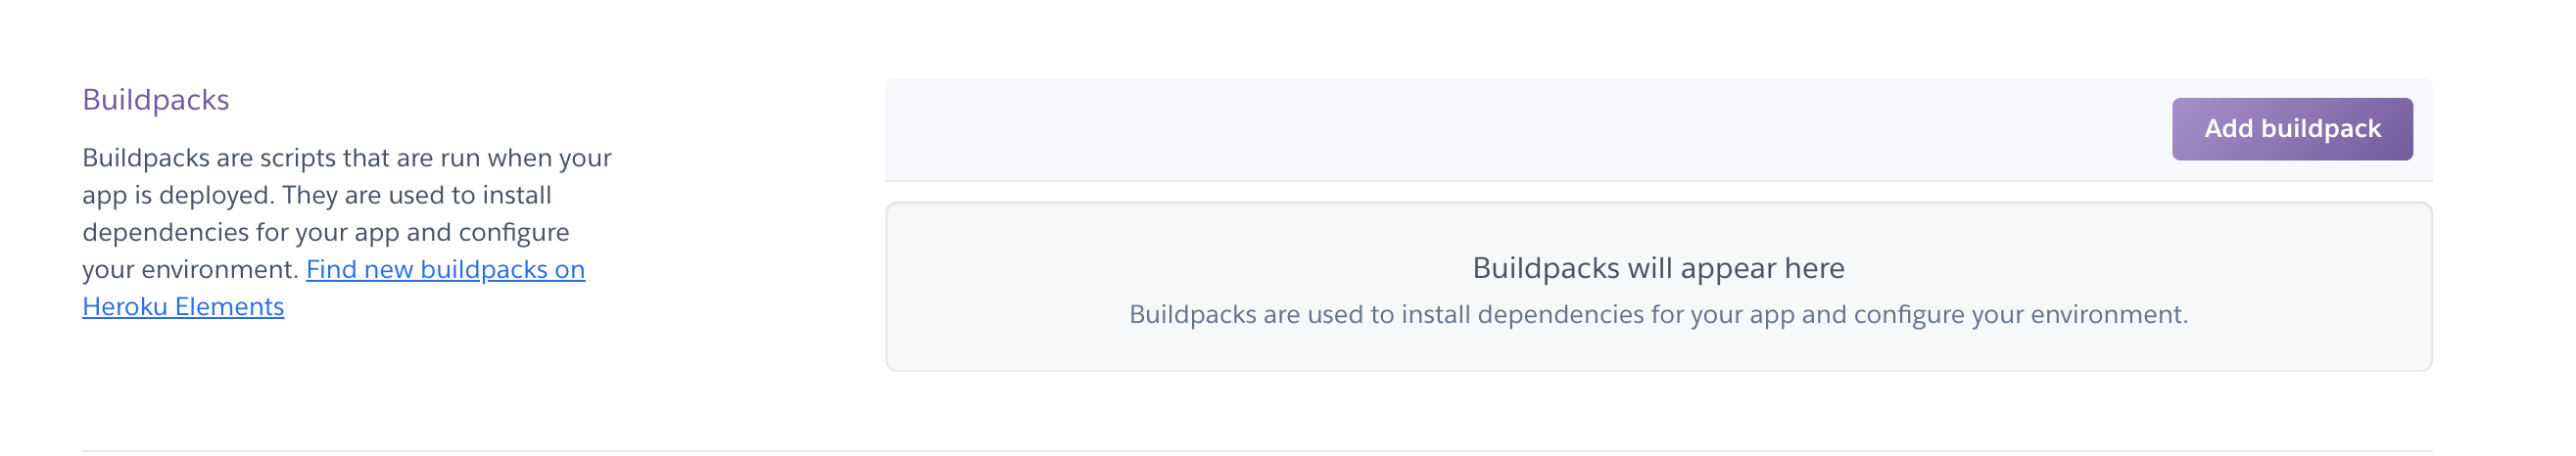 Buildpacks
Buildpacks are scripts that are run when your
app is deployed. They are used to install
dependencies for your app and configure
your environment. Find new buildpacks on
Heroku Elements
Add buildpack
Buildpacks will appear here
Buildpacks are used to install dependencies for your app and configure your environment.